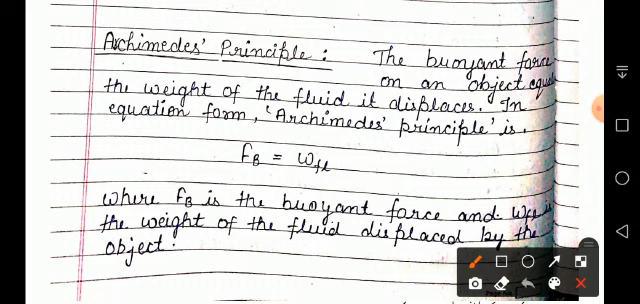 Archimedes' Principle : The buoyant force
on an object equal
the weight of the fluid it displaces. In
equation form, 'Archimedes' principle' is.
FB = wfl
where FB is the buoyant force and wfl is
the weight of the fluid displaced by the
object.